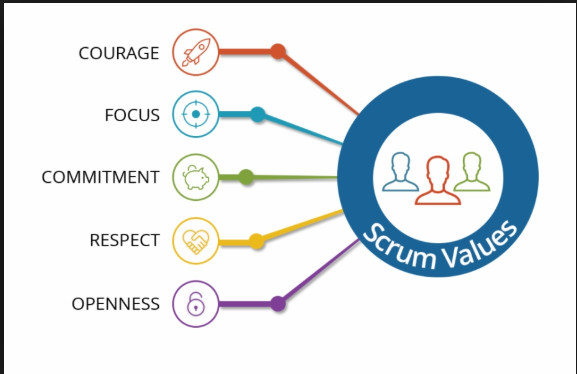 COURAGE
FOCUS
COMMITMENT
RESPECT
OPENNESS
Scrum Values